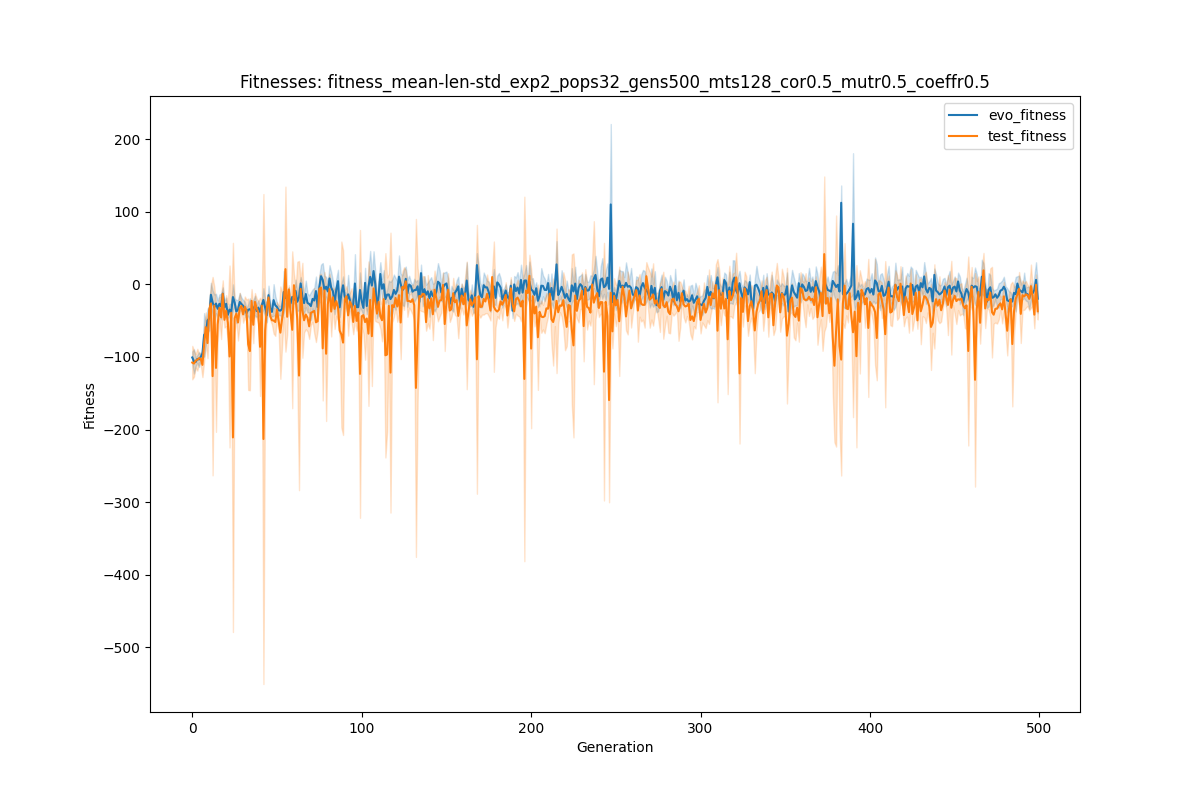 Fitnesses: fitness_mean-len-std_exp2_pops32_gens500_mts128_cor0.5_mutr0.5_coeffr0.5
evo_fitness
test_fitness
200
100
0
−100
−200
−300
−400
−500
Fitness
0 100 200 300 400 500
Generation